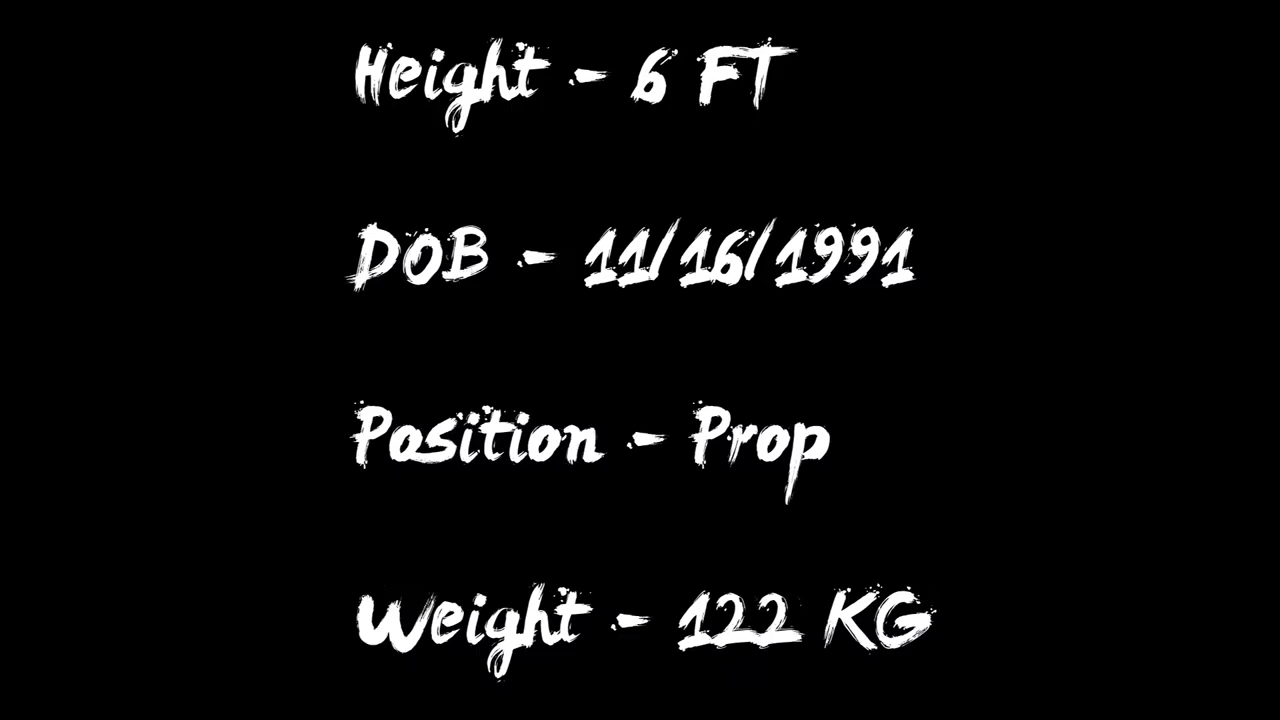 Height - 6 FT
DOB - 11/16/1991
Position - Prop
Weight - 122 KG